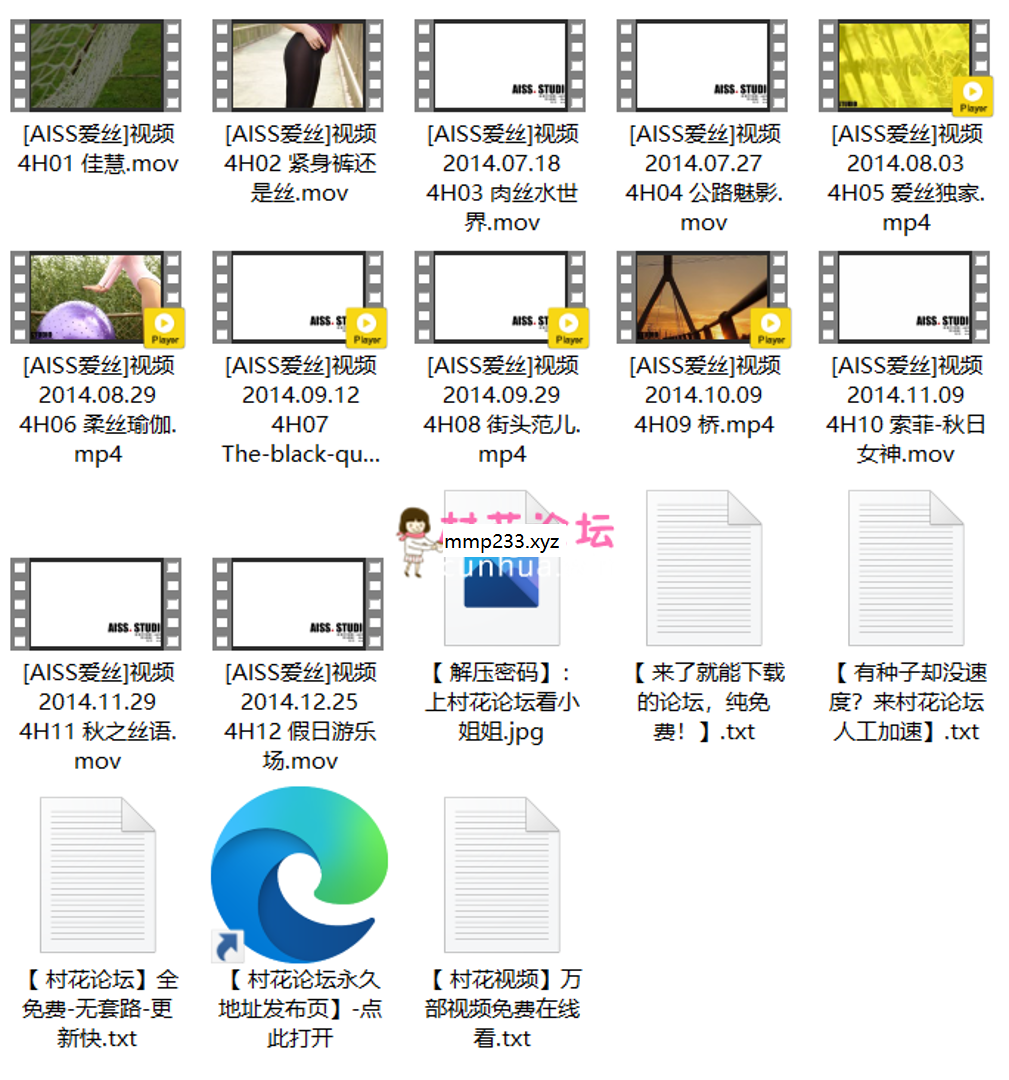 [AISS爱丝]视频
4H01 佳慧.mov
[AISS爱丝]视频
4H02 紧身裤还
是丝.mov
AISS. STUDI
[AISS爱丝]视频
2014.07.18
4H03 肉丝水世
界.mov
AISS. STUDI
[AISS爱丝]视频
2014.07.27
4H04 公路魅影.
mov
Player
[AISS爱丝]视频
2014.08.03
4H05 爱丝独家.
mp4
Player
[AISS爱丝]视频
2014.08.29
4H06 柔丝瑜伽.
mp4
AISS. ST
Player
[AISS爱丝]视频
2014.09.12
4H07
The-black-qu...
AISS. ST
Player
[AISS爱丝]视频
2014.09.29
4H08 街头范儿.
mp4
Player
[AISS爱丝]视频
2014.10.09
4H09 桥.mp4
AISS. STUDI
[AISS爱丝]视频
2014.11.09
4H10 索菲-秋日
女神.mov
AISS. STUDI
[AISS爱丝]视频
2014.11.29
4H11 秋之丝语.
mov
AISS. STUDI
[AISS爱丝]视频
2014.12.25
4H12 假日游乐
场.mov
村花论坛
mmp233.xyz
cunhua.
【 解压密码】:
上村花论坛看小
姐姐.jpg
【 来了就能下载
的论坛，纯免
费！】.txt
【 有种子却没速
度？来村花论坛
人工加速】.txt
【 村花论坛】全
免费-无套路-更
新快.txt
【 村花论坛永久
地址发布页】-点
此打开
【 村花视频】万
部视频免费在线
看.txt